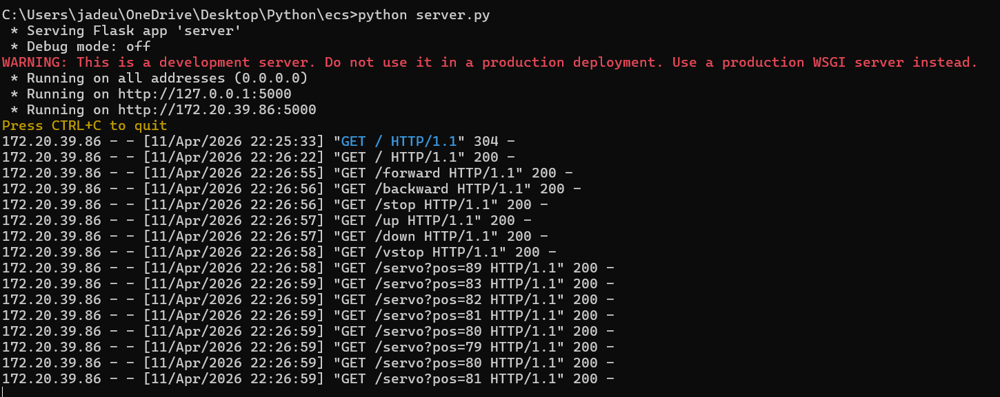 C:\Users\jadeu\OneDrive\Desktop\Python\ecs>python server.py
 * Serving Flask app 'server'
 * Debug mode: off
WARNING: This is a development server. Do not use it in a production deployment. Use a production WSGI server instead.
 * Running on all addresses (0.0.0.0)
 * Running on http://127.0.0.1:5000
 * Running on http://172.20.39.86:5000
Press CTRL+C to quit
172.20.39.86 - - [11/Apr/2026 22:25:33] "GET / HTTP/1.1" 304 -
172.20.39.86 - - [11/Apr/2026 22:26:22] "GET / HTTP/1.1" 200 -
172.20.39.86 - - [11/Apr/2026 22:26:55] "GET /forward HTTP/1.1" 200 -
172.20.39.86 - - [11/Apr/2026 22:26:56] "GET /backward HTTP/1.1" 200 -
172.20.39.86 - - [11/Apr/2026 22:26:56] "GET /stop HTTP/1.1" 200 -
172.20.39.86 - - [11/Apr/2026 22:26:57] "GET /up HTTP/1.1" 200 -
172.20.39.86 - - [11/Apr/2026 22:26:57] "GET /down HTTP/1.1" 200 -
172.20.39.86 - - [11/Apr/2026 22:26:58] "GET /vstop HTTP/1.1" 200 -
172.20.39.86 - - [11/Apr/2026 22:26:58] "GET /servo?pos=89 HTTP/1.1" 200 -
172.20.39.86 - - [11/Apr/2026 22:26:59] "GET /servo?pos=83 HTTP/1.1" 200 -
172.20.39.86 - - [11/Apr/2026 22:26:59] "GET /servo?pos=82 HTTP/1.1" 200 -
172.20.39.86 - - [11/Apr/2026 22:26:59] "GET /servo?pos=81 HTTP/1.1" 200 -
172.20.39.86 - - [11/Apr/2026 22:26:59] "GET /servo?pos=80 HTTP/1.1" 200 -
172.20.39.86 - - [11/Apr/2026 22:26:59] "GET /servo?pos=79 HTTP/1.1" 200 -
172.20.39.86 - - [11/Apr/2026 22:26:59] "GET /servo?pos=80 HTTP/1.1" 200 -
172.20.39.86 - - [11/Apr/2026 22:26:59] "GET /servo?pos=81 HTTP/1.1" 200 -